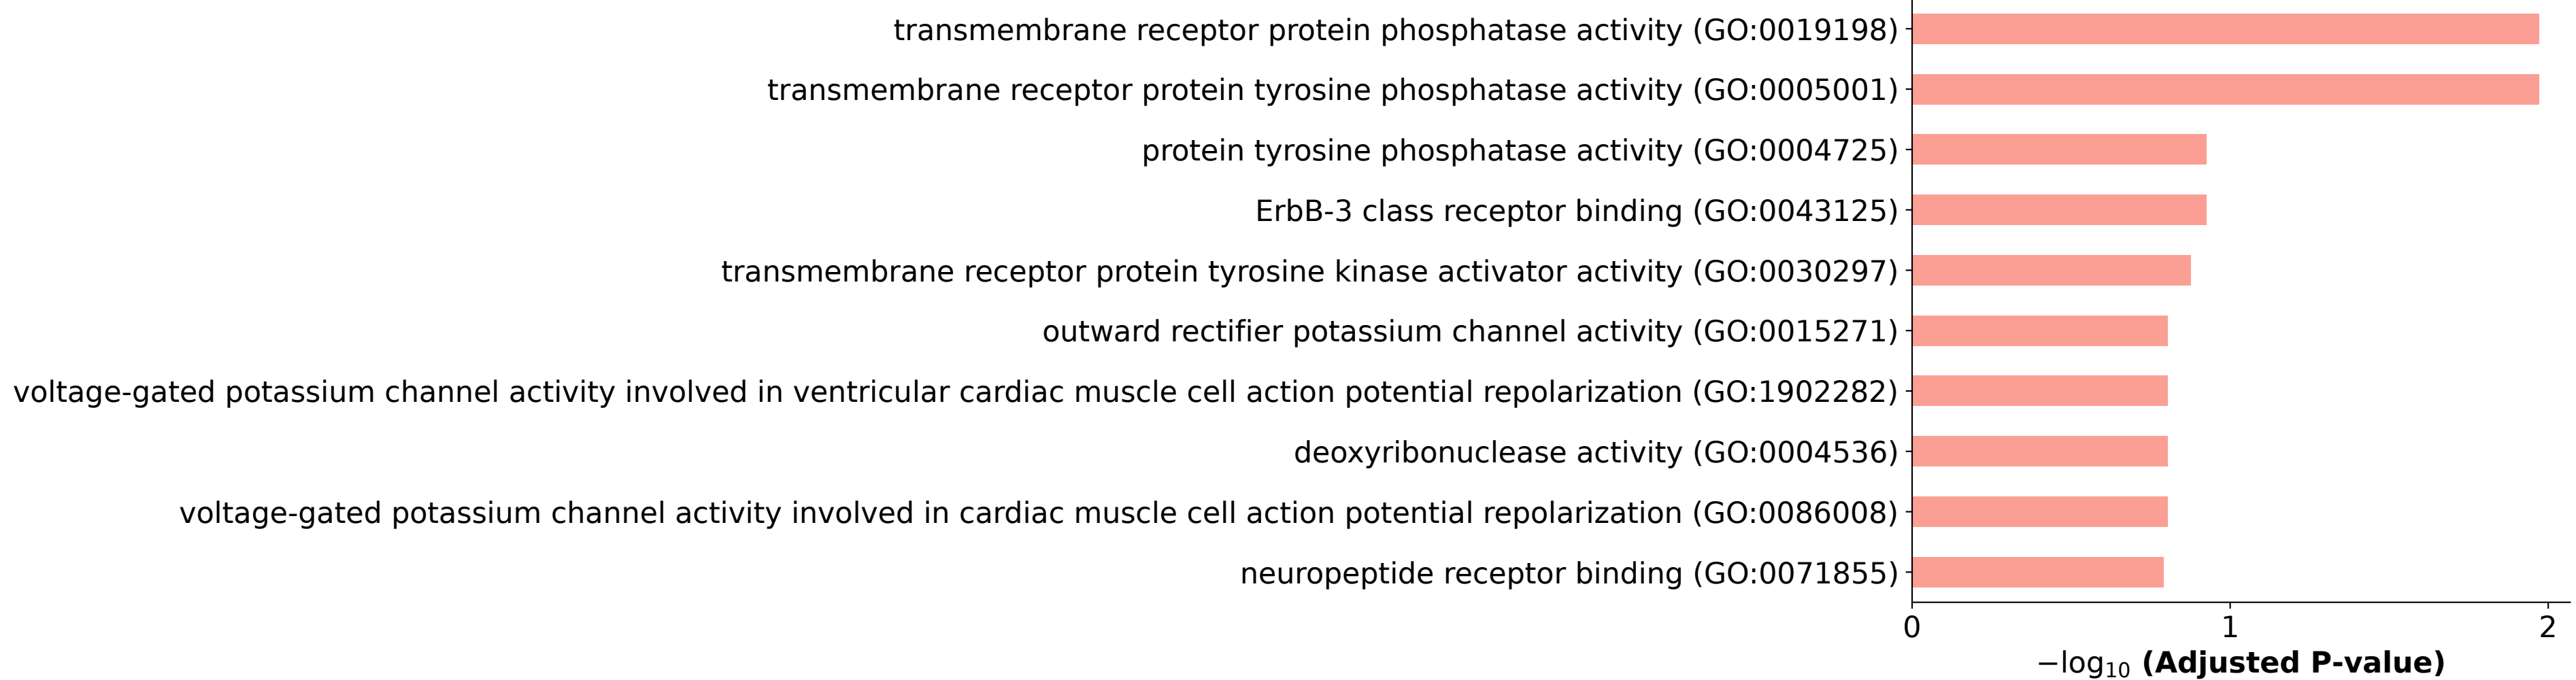 transmembrane receptor protein phosphatase activity (GO:0019198)
transmembrane receptor protein tyrosine phosphatase activity (GO:0005001)
protein tyrosine phosphatase activity (GO:0004725)
ErbB-3 class receptor binding (GO:0043125)
transmembrane receptor protein tyrosine kinase activator activity (GO:0030297)
outward rectifier potassium channel activity (GO:0015271)
voltage-gated potassium channel activity involved in ventricular cardiac muscle cell action potential repolarization (GO:1902282)
deoxyribonuclease activity (GO:0004536)
voltage-gated potassium channel activity involved in cardiac muscle cell action potential repolarization (GO:0086008)
neuropeptide receptor binding (GO:0071855)
0 1 2
−log₁₀ (Adjusted P-value)